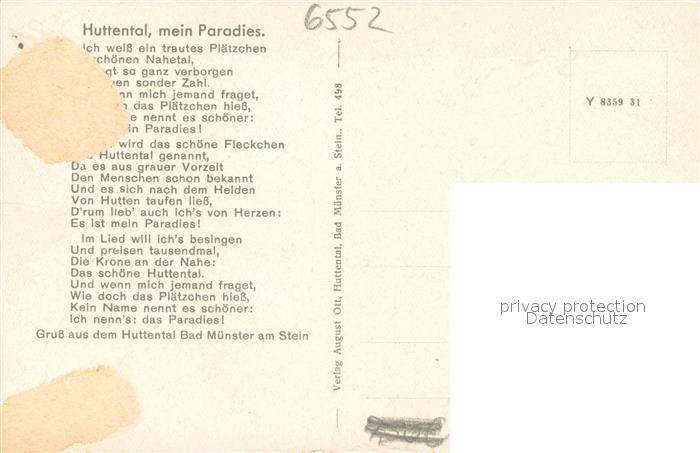 6552
Huttental, mein Paradies.
Ich weiß ein trautes Plätzchen
schönen Nahetal,
so ganz verborgen
sonder Zahl.
mich jemand fraget,
das Plätzchen hieß,
nennt es schöner:
Paradies!
wird das schöne Fleckchen
Huttental genannt,
Da es aus grauer Vorzeit
Den Menschen schon bekannt
Und es sich nach dem Helden
Von Hutten taufen ließ,
D'rum lieb' auch ich's von Herzen:
Es ist mein Paradies!
Im Lied will ich's besingen
Und preisen tausendmal,
Die Krone an der Nahe:
Das schöne Huttental.
Und wenn mich jemand fraget,
Wie doch das Plätzchen hieß,
Kein Name nennt es schöner:
Ich nenn's: das Paradies!
Gruß aus dem Huttental Bad Münster am Stein
Verlag August Ott, Huttental, Bad Münster a. Stein.. Tel. 498
Y 8359 31
privacy protection
Datenschutz